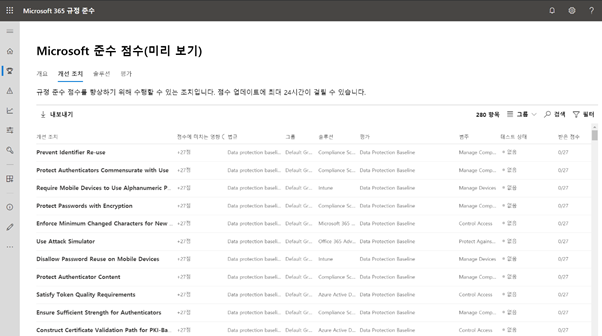 Microsoft 365 규정 준수
Microsoft 준수 점수(미리 보기)
개요 개선 조치 솔루션 평가
규정 준수 점수를 향상하기 위해 수행할 수 있는 조치입니다. 점수 업데이트에 최대 24시간이 걸릴 수 있습니다.
내보내기 280 항목 그룹 검색 필터
개선 조치 점수에 미치는 영향 법규 그룹 솔루션 평가 범주 테스트 상태 받은 점수
Prevent Identifier Re-use +27점 Data protection baseli... Default Gr... Compliance Sc... Data Protection Baseline Manage Comp... 없음 0/27
Protect Authenticators Commensurate with Use +27점 Data protection baseli... Default Gr... Compliance Sc... Data Protection Baseline Manage Comp... 없음 0/27
Require Mobile Devices to Use Alphanumeric P... +27점 Data protection baseli... Default Gr... Intune Data Protection Baseline Manage Devices 없음 0/27
Protect Passwords with Encryption +27점 Data protection baseli... Default Gr... Compliance Sc... Data Protection Baseline Manage Comp... 없음 0/27
Enforce Minimum Changed Characters for New ... +27점 Data protection baseli... Default Gr... Microsoft 365 ... Data Protection Baseline Control Access 없음 0/27
Use Attack Simulator +27점 Data protection baseli... Default Gr... Office 365 Adv... Data Protection Baseline Protect Agains... 없음 0/27
Disallow Password Reuse on Mobile Devices +27점 Data protection baseli... Default Gr... Intune Data Protection Baseline Manage Devices 없음 0/27
Protect Authenticator Content +27점 Data protection baseli... Default Gr... Compliance Sc... Data Protection Baseline Manage Comp... 없음 0/27
Satisfy Token Quality Requirements +27점 Data protection baseli... Default Gr... Azure Active D... Data Protection Baseline Control Access 없음 0/27
Ensure Sufficient Strength for Authenticators +27점 Data protection baseli... Default Gr... Compliance Sc... Data Protection Baseline Manage Comp... 없음 0/27
Construct Certificate Validation Path for PKI-Ba... +27점 Data protection baseli... Default Gr... Azure Active D... Data Protection Baseline Control Access 없음 0/27